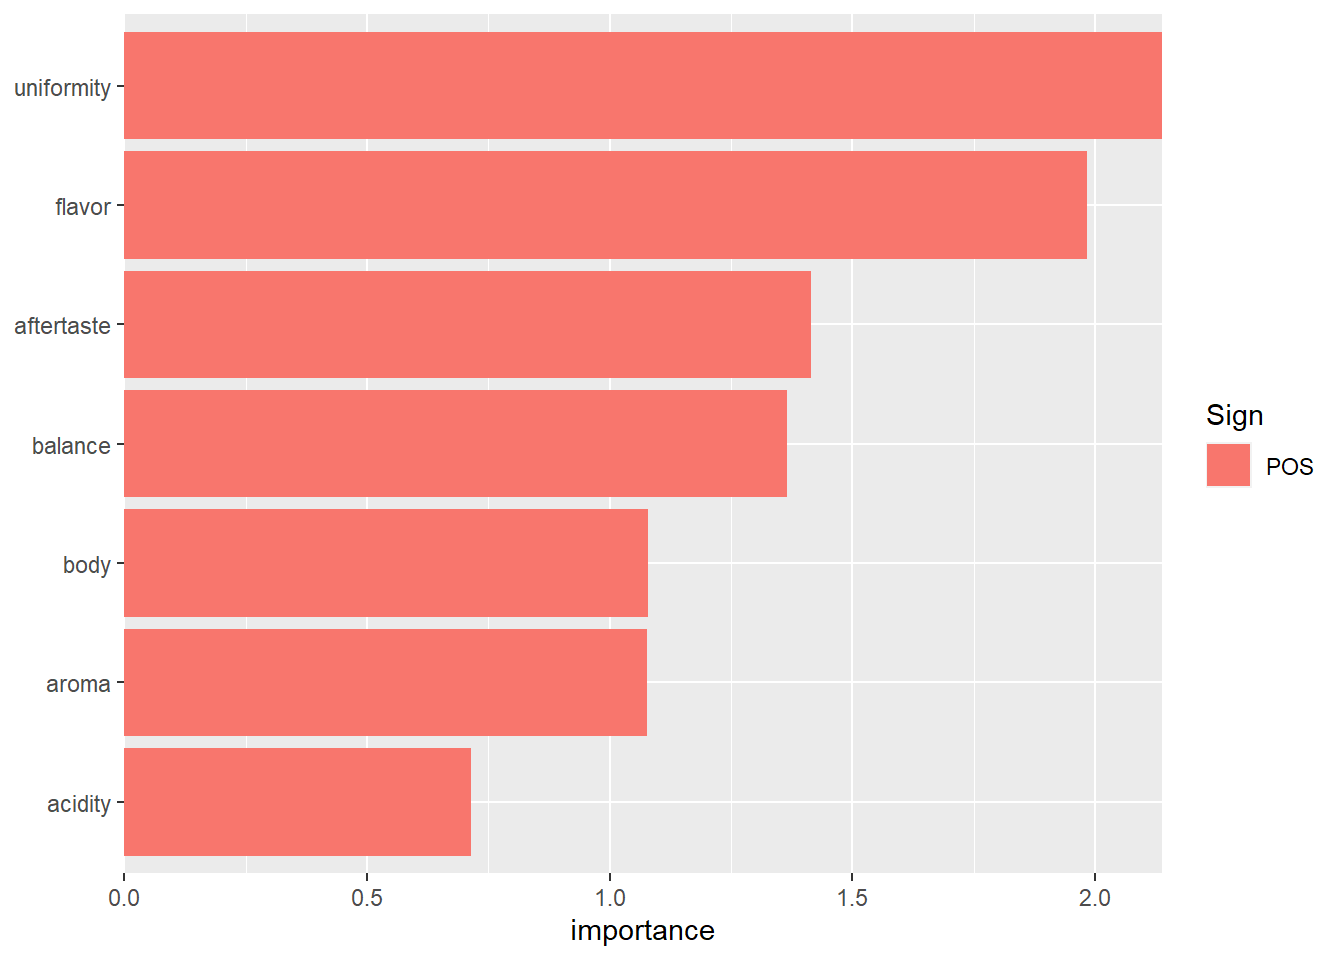 uniformity
flavor
aftertaste
balance
body
aroma
acidity
0.0 0.5 1.0 1.5 2.0
importance
Sign
POS